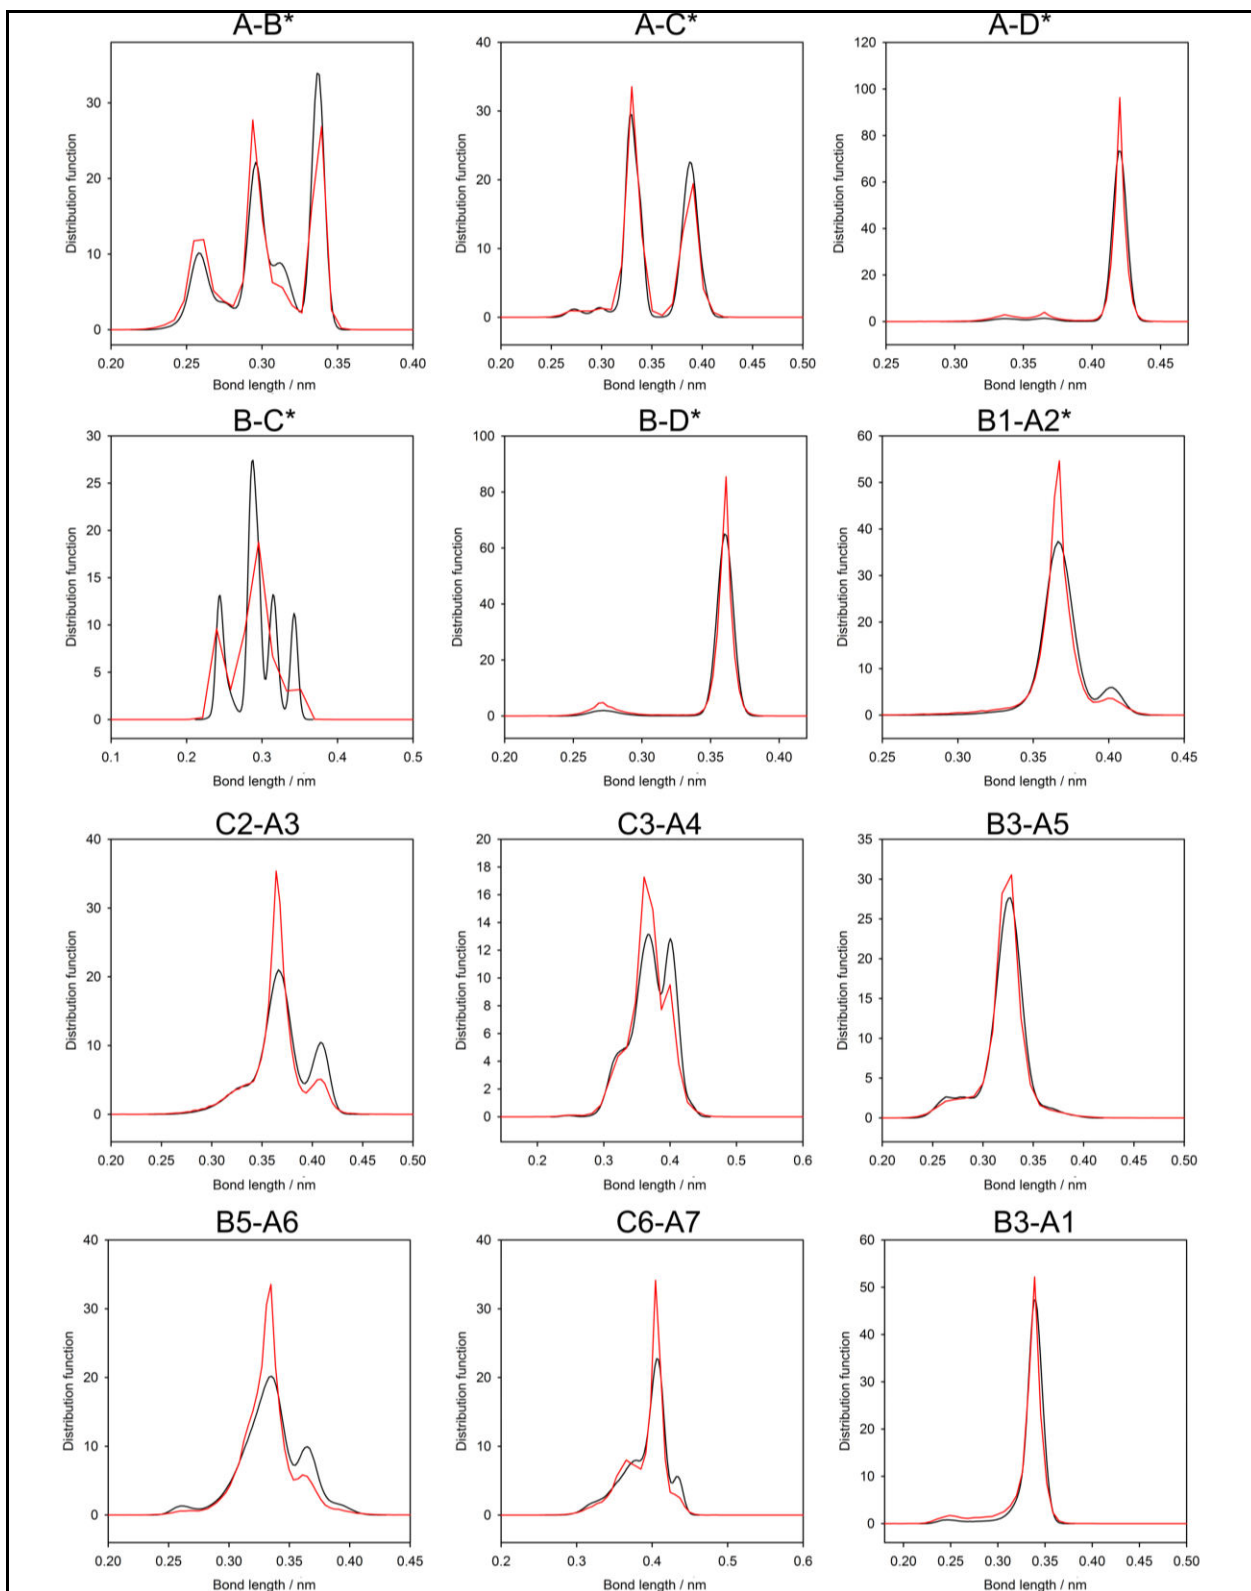 A-B*
A-C*
A-D*
Distribution function
30
20
10
0
0.20 0.25 0.30 0.35 0.40
Bond length / nm
Distribution function
40
30
20
10
0
0.20 0.25 0.30 0.35 0.40 0.45 0.50
Bond length / nm
Distribution function
120
100
80
60
40
20
0
0.25 0.30 0.35 0.40 0.45
Bond length / nm
B-C*
B-D*
B1-A2*
Distribution function
30
25
20
15
10
5
0
0.1 0.2 0.3 0.4 0.5
Bond length / nm
Distribution function
100
80
60
40
20
0
0.20 0.25 0.30 0.35 0.40
Bond length / nm
Distribution function
60
50
40
30
20
10
0
0.25 0.30 0.35 0.40 0.45
Bond length / nm
C2-A3
C3-A4
B3-A5
Distribution function
40
30
20
10
0
0.20 0.25 0.30 0.35 0.40 0.45 0.50
Bond length / nm
Distribution function
20
18
16
14
12
10
8
6
4
2
0
0.2 0.3 0.4 0.5 0.6
Bond length / nm
Distribution function
35
30
25
20
15
10
5
0
0.20 0.25 0.30 0.35 0.40 0.45 0.50
Bond length / nm
B5-A6
C6-A7
B3-A1
Distribution function
40
30
20
10
0
0.20 0.25 0.30 0.35 0.40 0.45
Bond length / nm
Distribution function
40
30
20
10
0
0.2 0.3 0.4 0.5 0.6
Bond length / nm
Distribution function
60
50
40
30
20
10
0
0.20 0.25 0.30 0.35 0.40 0.45 0.50
Bond length / nm